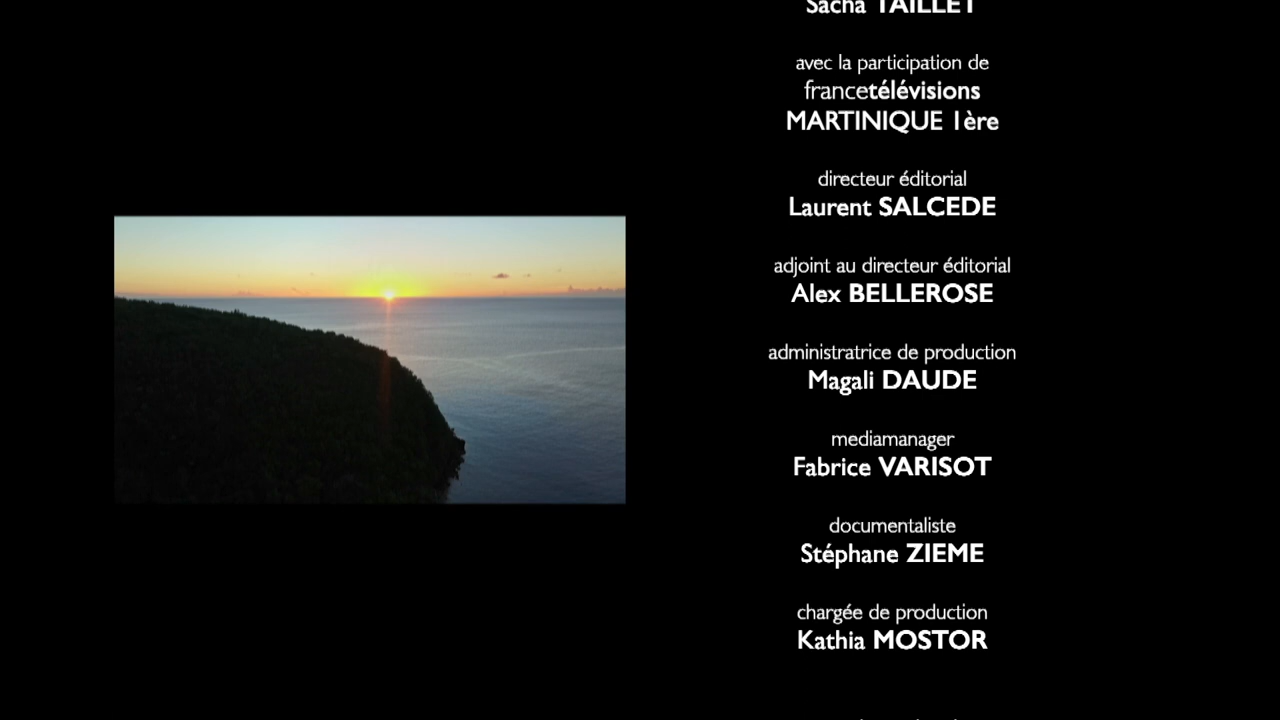 Sacha TAILLET
avec la participation de
francetélévisions
MARTINIQUE 1ère
directeur éditorial
Laurent SALCEDE
adjoint au directeur éditorial
Alex BELLEROSE
administratrice de production
Magali DAUDE
mediamanager
Fabrice VARISOT
documentaliste
Stéphane ZIEME
chargée de production
Kathia MOSTOR